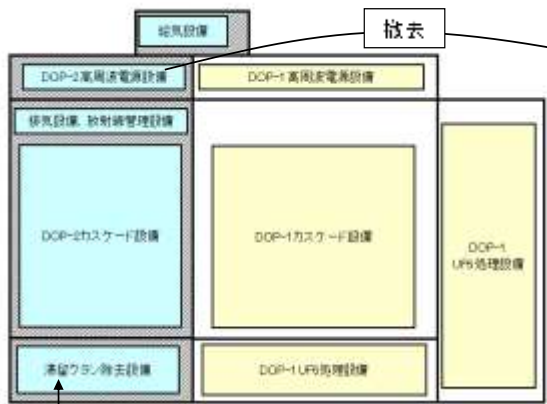 給気設備
撤去
DOP-2高周波電源設備
DOP-1高周波電源設備
排気設備、放射線管理設備
DOP-2カスケード設備
DOP-1カスケード設備
DOP-1
UF6処理設備
滞留ウラン除去設備
DOP-1UF6処理設備